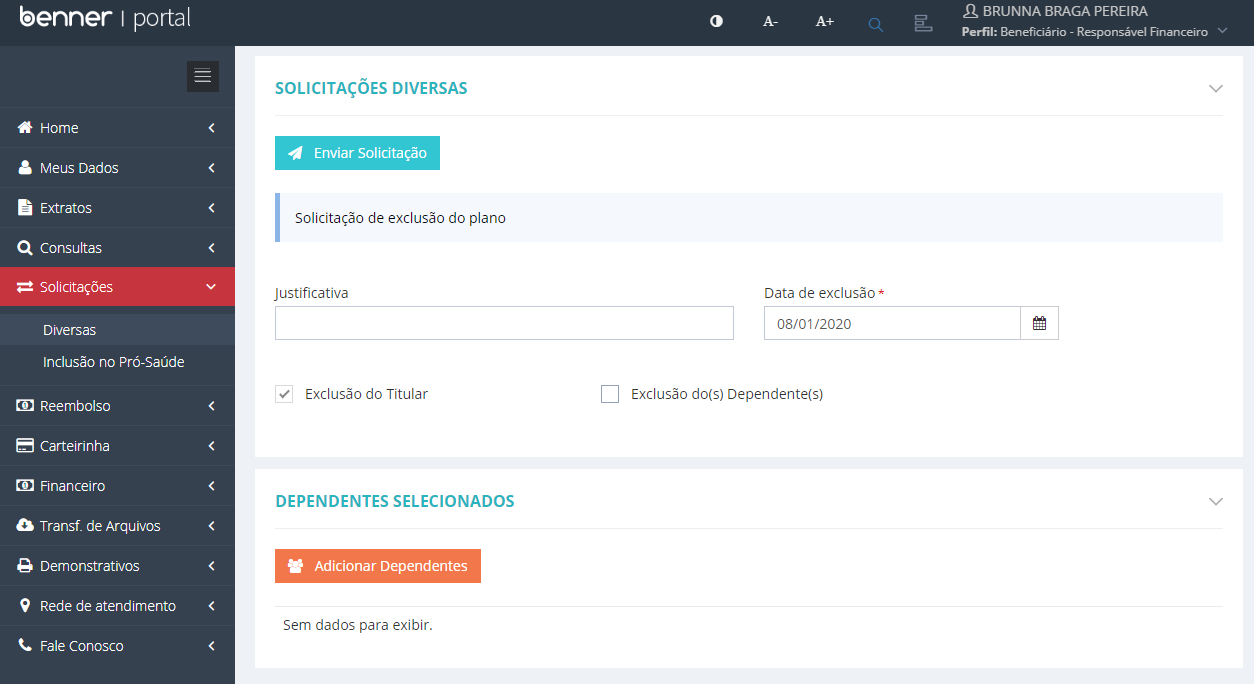 benner | portal
A-
A+
BRUNNA BRAGA PEREIRA
Perfil: Beneficiário - Responsável Financeiro
Home
Meus Dados
Extratos
Consultas
Solicitações
Diversas
Inclusão no Pró-Saúde
Reembolso
Carteirinha
Financeiro
Transf. de Arquivos
Demonstrativos
Rede de atendimento
Fale Conosco
SOLICITAÇÕES DIVERSAS
Enviar Solicitação
Solicitação de exclusão do plano
Justificativa
Data de exclusão *
08/01/2020
Exclusão do Titular
Exclusão do(s) Dependente(s)
DEPENDENTES SELECIONADOS
Adicionar Dependentes
Sem dados para exibir.